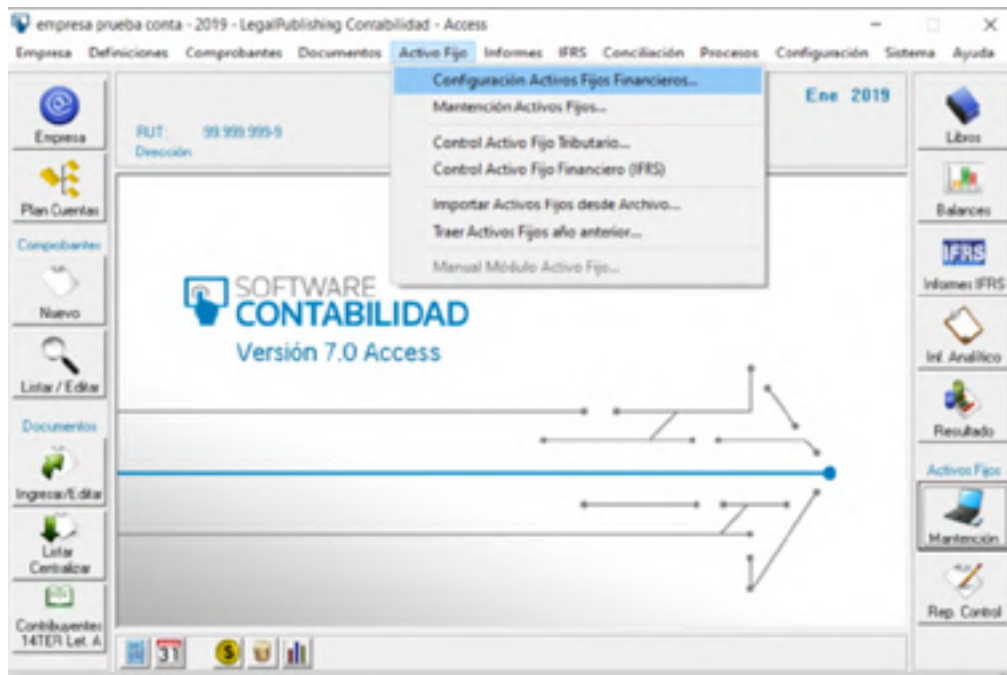 empresa prueba conta - 2019 - LegalPublishing Contabilidad - Access
Empresa Definiciones Comprobantes Documentos Activo Fijo Informes IFRS Conciliación Procesos Configuración Sistema Ayuda
Configuración Activos Fijos Financieros...
Mantención Activos Fijos...
Control Activo Fijo Tributario...
Control Activo Fijo Financiero (IFRS)
Importar Activos Fijos desde Archivo...
Traer Activos Fijos año anterior...
Manual Módulo Activo Fijo...
Ene 2019
RUT: 99.999.999-9
Dirección:
Empresa
Plan Cuentas
Comprobantes
Nuevo
Listar / Editar
Documentos
Ingresar/Editar
Listar
Centralizar
Contribuyentes
14TER Let. A
SOFTWARE
CONTABILIDAD
Versión 7.0 Access
31
$
Libros
Balances
IFRS
Informes IFRS
Inf. Analítico
Resultado
Activos Fijos
Mantención
Rep. Control